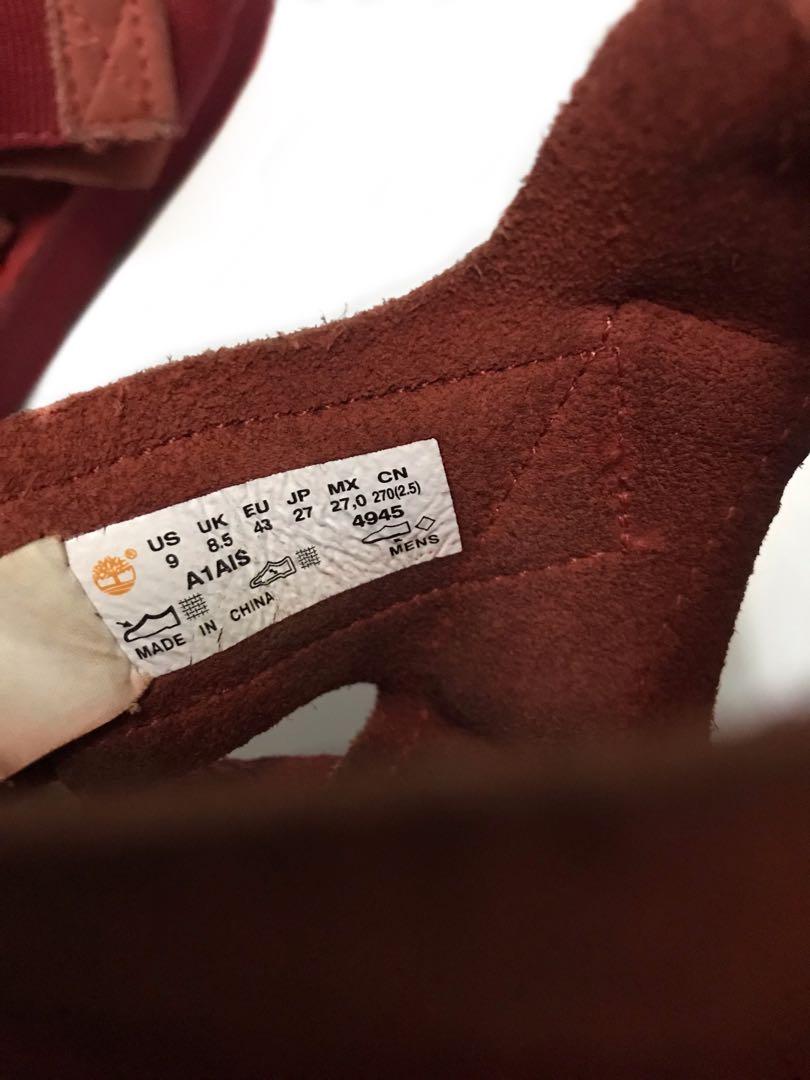 US UK EU JP MX CN
9 8.5 43 27 27,0 270(2.5)
A1AIS 4945
MENS
MADE IN CHINA
®